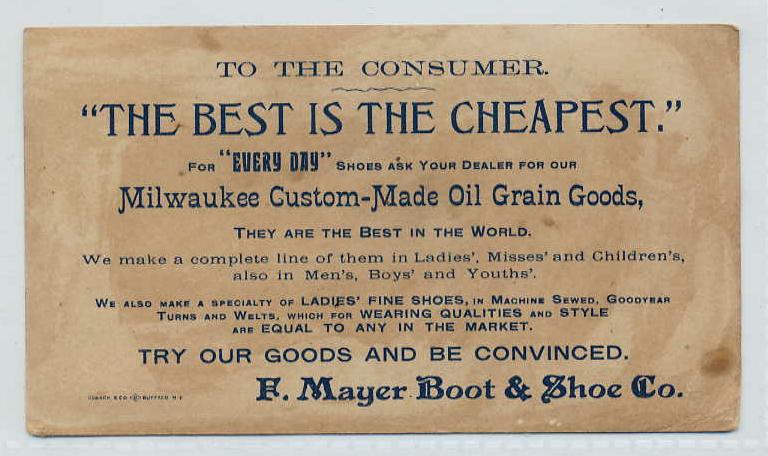 TO THE CONSUMER.
"THE BEST IS THE CHEAPEST."
FOR "EVERY DAY" SHOES ASK YOUR DEALER FOR OUR
Milwaukee Custom-Made Oil Grain Goods,
THEY ARE THE BEST IN THE WORLD.
We make a complete line of them in Ladies', Misses' and Children's,
also in Men's, Boys' and Youths'.
WE ALSO MAKE A SPECIALTY OF LADIES' FINE SHOES, IN MACHINE SEWED, GOODYEAR
TURNS AND WELTS, WHICH FOR WEARING QUALITIES AND STYLE
ARE EQUAL TO ANY IN THE MARKET.
TRY OUR GOODS AND BE CONVINCED.
F. Mayer Boot & Shoe Co.
& CO. BUFFALO N.Y.